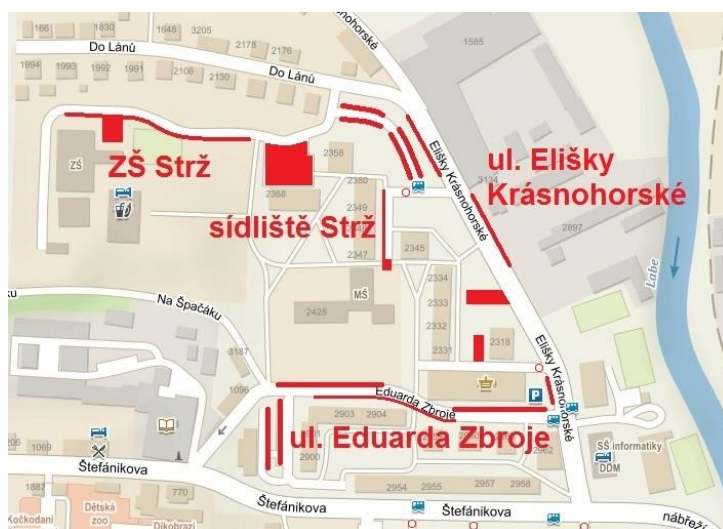 166
1830
1648
3205
Do Lánů
2178
2176
Krásnohorské
1585
1994
1993
1992
1991
2106
2130
Do Lánů
ZŠ
ZŠ Strž
2358
2368
2350
2349
2347
2345
sídliště Strž
Elišky Krásnohorské
ul. Elišky
Krásnohorské
3134
2897
Labe
Na Špačáku
MŠ
2428
2334
2333
2332
2331
2318
3187
1096
Elišky Krásnohorské
Eduarda Zbroje
P
2903
2904
ul. Eduarda Zbroje
2900
SŠ informatiky
DDM
206
1069
Štefánikova
1887
770
Dětská
zoo
Kočkodani
Dikobrazi
2954
2955
2957
2958
Štefánikova
Štefánikova
nábřež